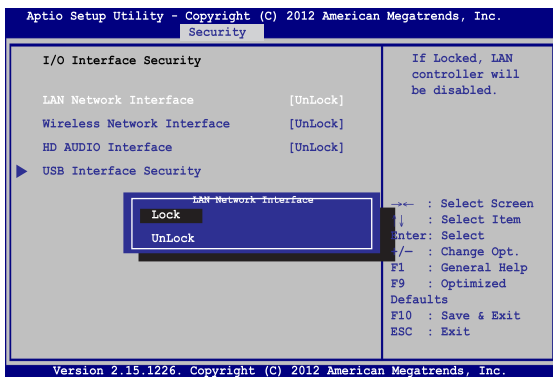 Aptio Setup Utility - Copyright (C) 2012 American Megatrends, Inc.
Security
I/O Interface Security
LAN Network Interface [UnLock]
Wireless Network Interface [UnLock]
HD AUDIO Interface [UnLock]
USB Interface Security
If Locked, LAN
controller will
be disabled.
LAN Network Interface
Lock
UnLock
→← : Select Screen
↑↓ : Select Item
Enter: Select
+/— : Change Opt.
F1 : General Help
F9 : Optimized
Defaults
F10 : Save & Exit
ESC : Exit
Version 2.15.1226. Copyright (C) 2012 American Megatrends, Inc.